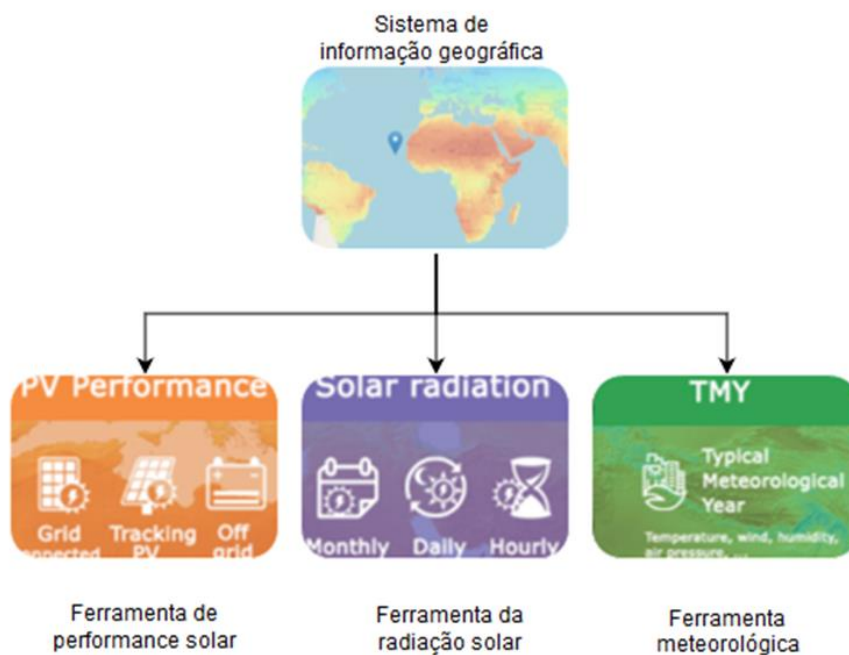 Sistema de
informação geográfica
PV Performance
Grid
connected
Tracking
PV
Off
grid
Solar radiation
Monthly
Daily
Hourly
TMY
Typical
Meteorological
Year
Temperature, wind, humidity,
air pressure, ...
Ferramenta de
performance solar
Ferramenta da
radiação solar
Ferramenta
meteorológica